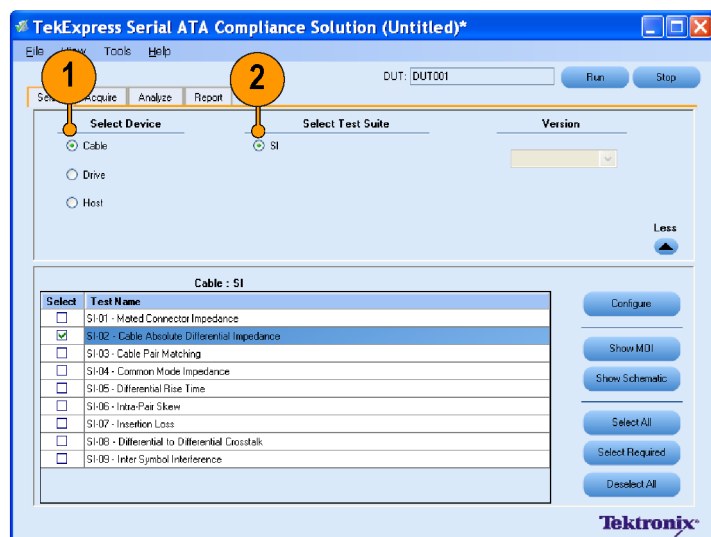 TekExpress Serial ATA Compliance Solution (Untitled)*
File View Tools Help
1
2
DUT: DUT001
Run
Stop
Acquire
Analyze
Report
Select Device
Select Test Suite
Version
Cable
SI
Drive
Host
Less
Cable : SI
Select Test Name
SI-01 - Mated Connector Impedance
SI-02 - Cable Absolute Differential Impedance
SI-03 - Cable Pair Matching
SI-04 - Common Mode Impedance
SI-05 - Differential Rise Time
SI-06 - Intra-Pair Skew
SI-07 - Insertion Loss
SI-08 - Differential to Differential Crosstalk
SI-09 - Inter Symbol Interference
Configure
Show MOI
Show Schematic
Select All
Select Required
Deselect All
Tektronix